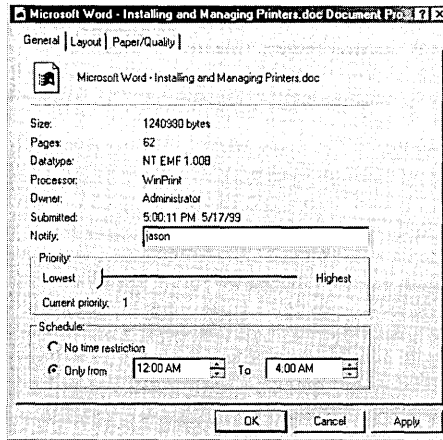 Microsoft Word - Installing and Managing Printers.doc Document Pro...
General Layout Paper/Quality
Microsoft Word - Installing and Managing Printers.doc
Size: 1240930 bytes
Pages: 62
Datatype: NT EMF 1.008
Processor: WinPrint
Owner: Administrator
Submitted: 5:00:11 PM 5/17/99
Notify: jason
Priority:
Lowest Highest
Current priority: 1
Schedule:
No time restriction
Only from 12:00 AM To 4:00 AM
OK Cancel Apply